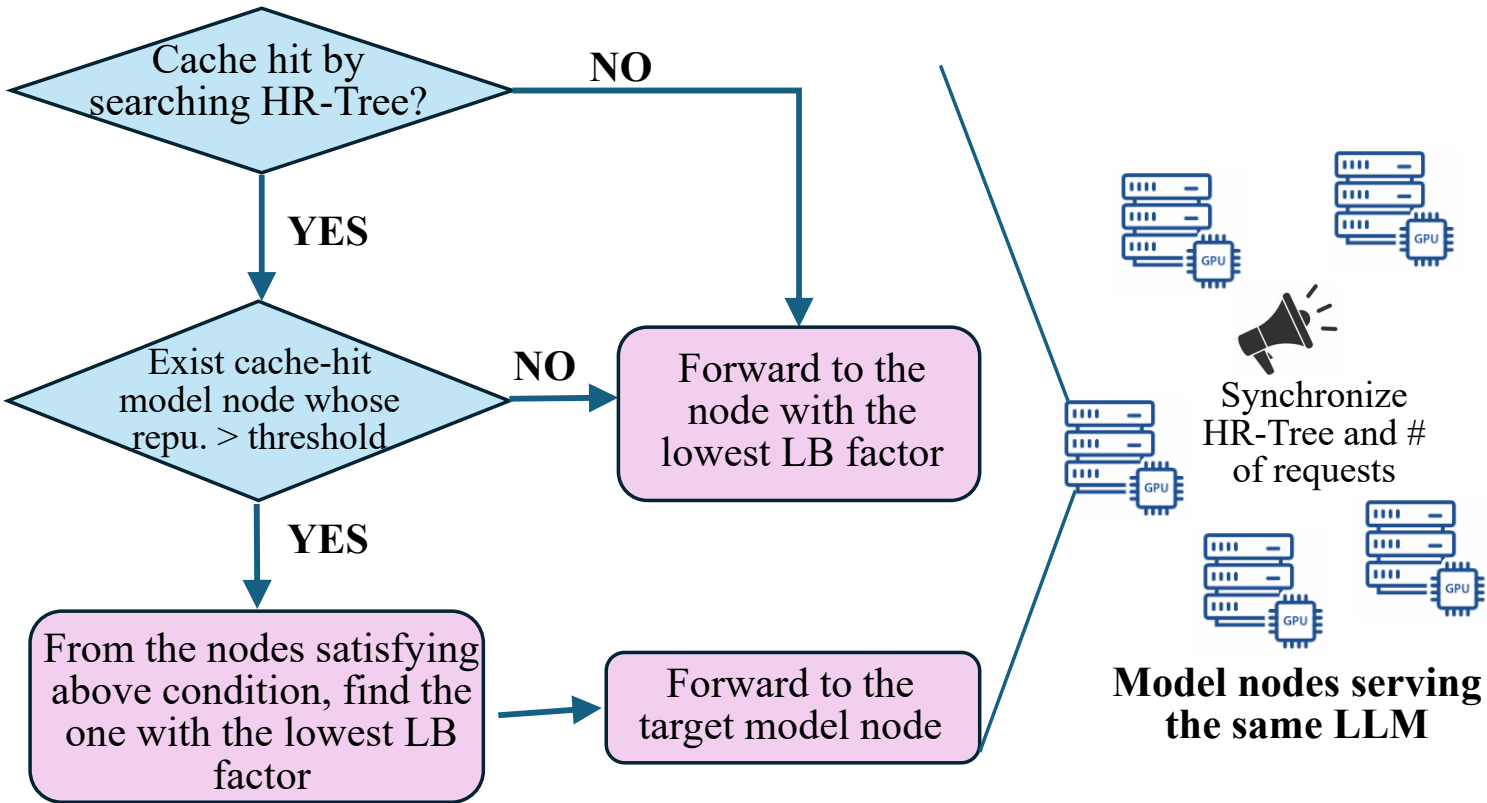 Cache hit by
searching HR-Tree?
NO
YES
Exist cache-hit
model node whose
repu. > threshold
NO
Forward to the
node with the
lowest LB factor
YES
From the nodes satisfying
above condition, find the
one with the lowest LB
factor
Forward to the
target model node
GPU
GPU
Synchronize
HR-Tree and #
of requests
GPU
GPU
GPU
Model nodes serving
the same LLM